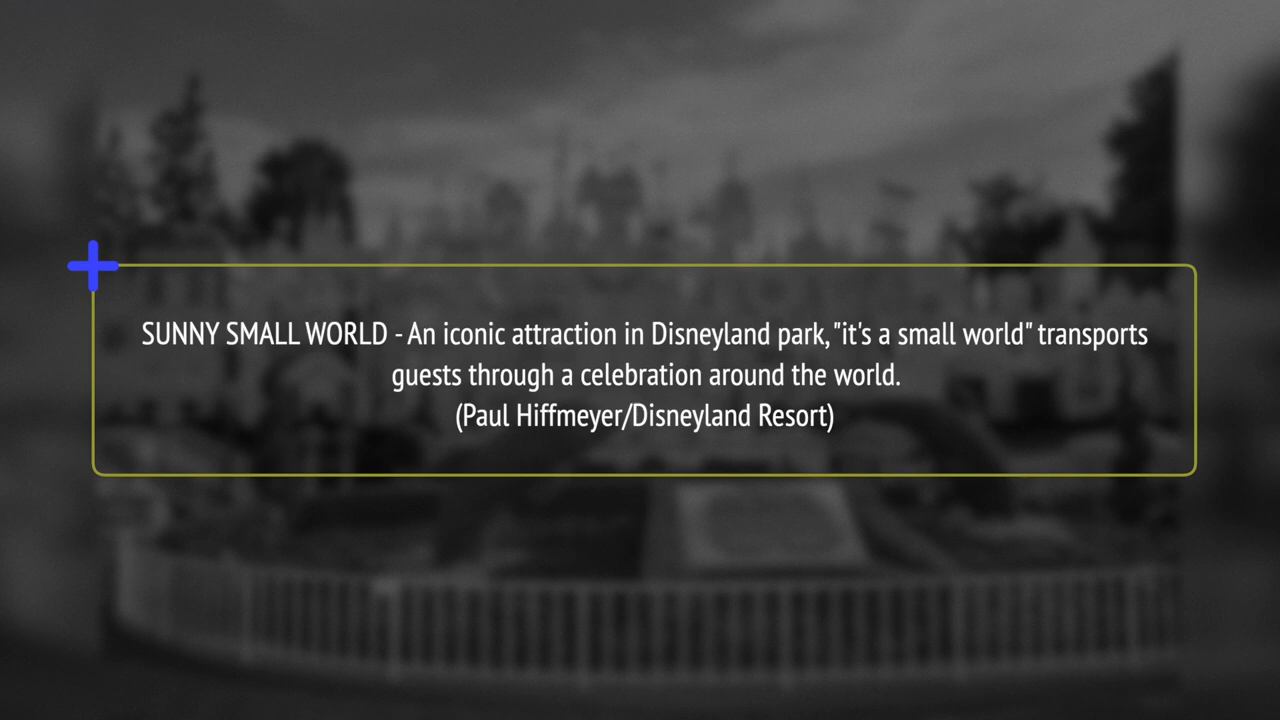 SUNNY SMALL WORLD - An iconic attraction in Disneyland park, "it's a small world" transports
guests through a celebration around the world.
(Paul Hiffmeyer/Disneyland Resort)